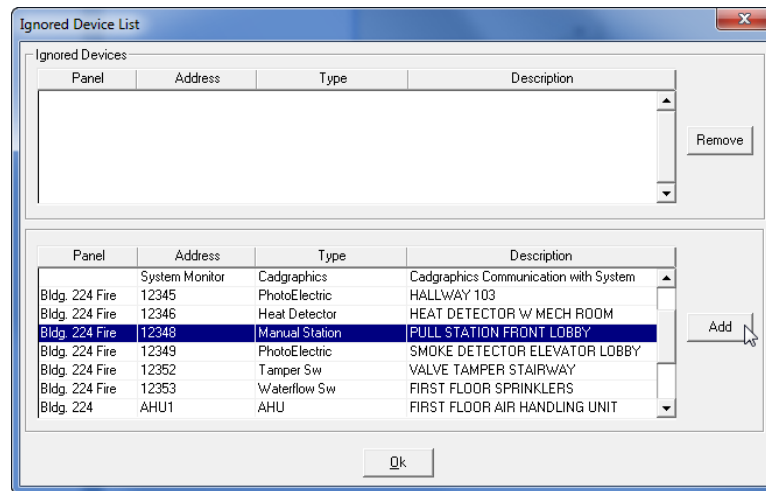 Ignored Device List
x
Ignored Devices
Panel Address Type Description
Remove
Panel Address Type Description
System Monitor Cadgraphics Cadgraphics Communication with System
Bldg. 224 Fire 12345 PhotoElectric HALLWAY 103
Bldg. 224 Fire 12346 Heat Detector HEAT DETECTOR W MECH ROOM
Bldg. 224 Fire 12348 Manual Station PULL STATION FRONT LOBBY
Add
Bldg. 224 Fire 12349 PhotoElectric SMOKE DETECTOR ELEVATOR LOBBY
Bldg. 224 Fire 12352 Tamper Sw VALVE TAMPER STAIRWAY
Bldg. 224 Fire 12353 Waterflow Sw FIRST FLOOR SPRINKLERS
Bldg. 224 AHU1 AHU FIRST FLOOR AIR HANDLING UNIT
Ok